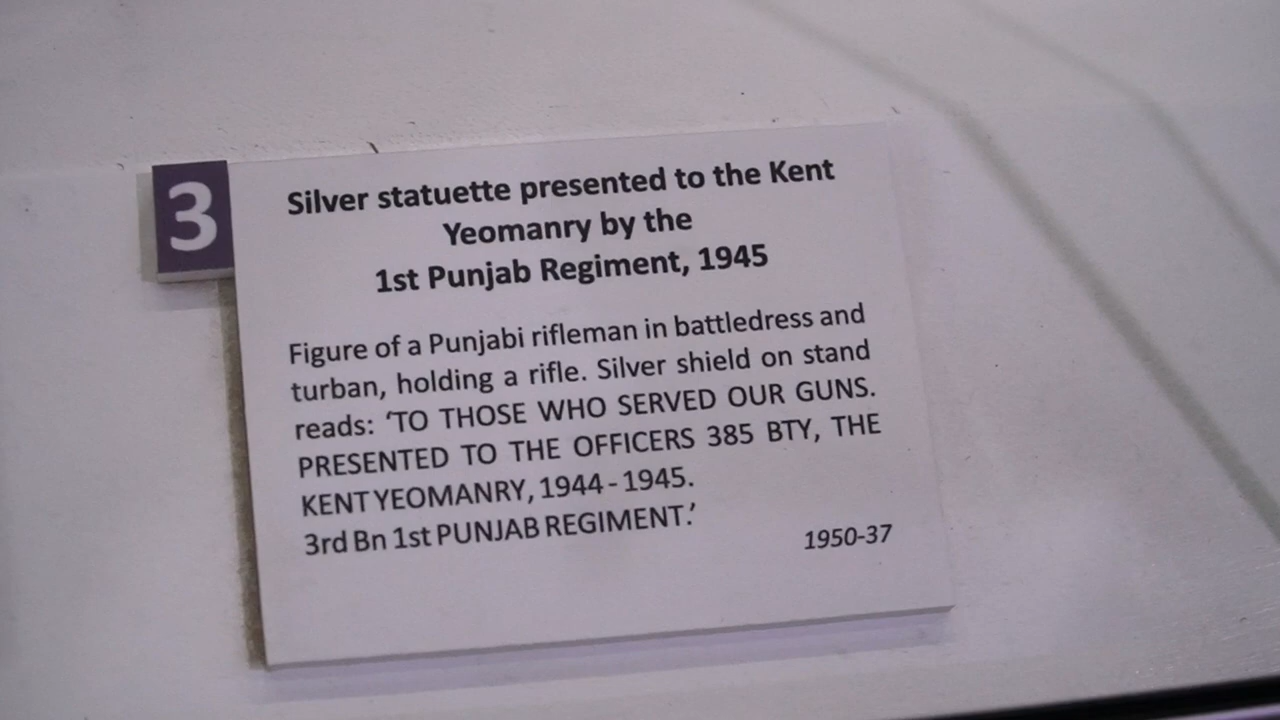 3
Silver statuette presented to the Kent
Yeomanry by the
1st Punjab Regiment, 1945
Figure of a Punjabi rifleman in battledress and
turban, holding a rifle. Silver shield on stand
reads: ‘TO THOSE WHO SERVED OUR GUNS.
PRESENTED TO THE OFFICERS 385 BTY, THE
KENT YEOMANRY, 1944 - 1945.
3rd Bn 1st PUNJAB REGIMENT.’
1950-37